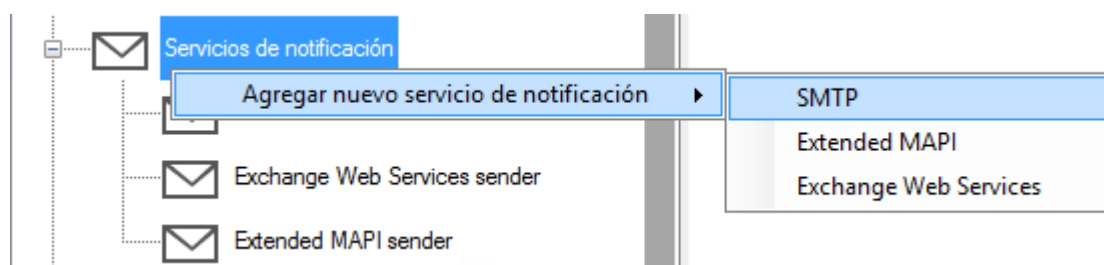 Servicios de notificación
Agregar nuevo servicio de notificación
SMTP
Extended MAPI
Exchange Web Services
Exchange Web Services sender
Extended MAPI sender